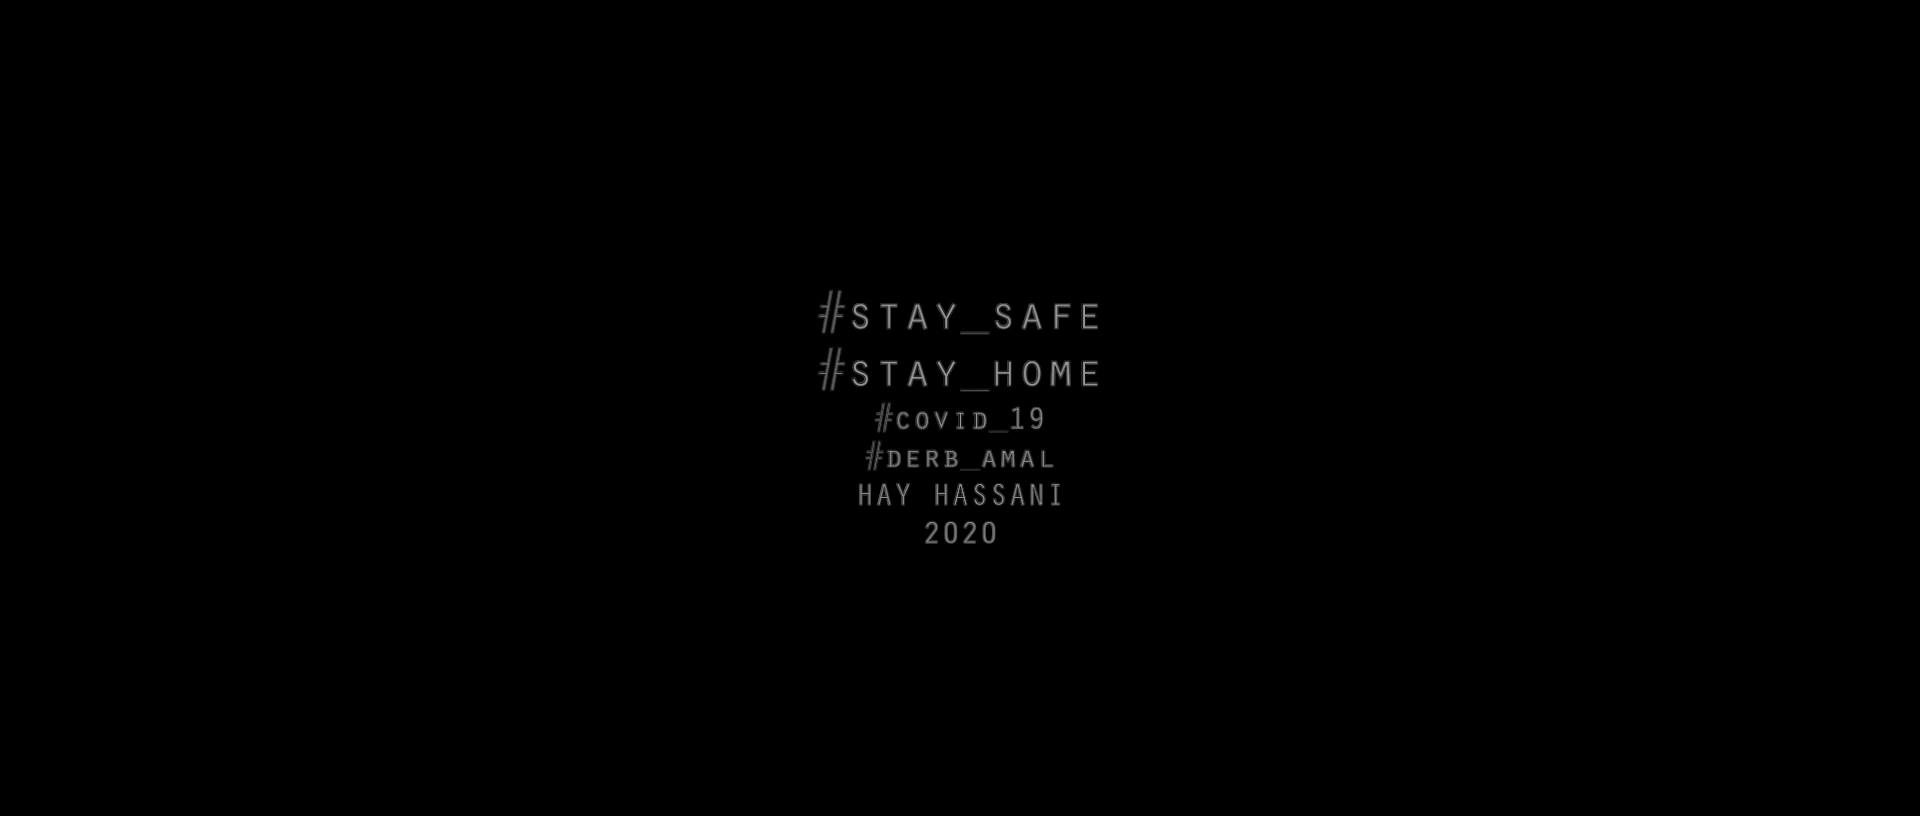 #STAY_SAFE
#STAY_HOME
#COVID_19
#DERB_AMAL
HAY HASSANI
2020